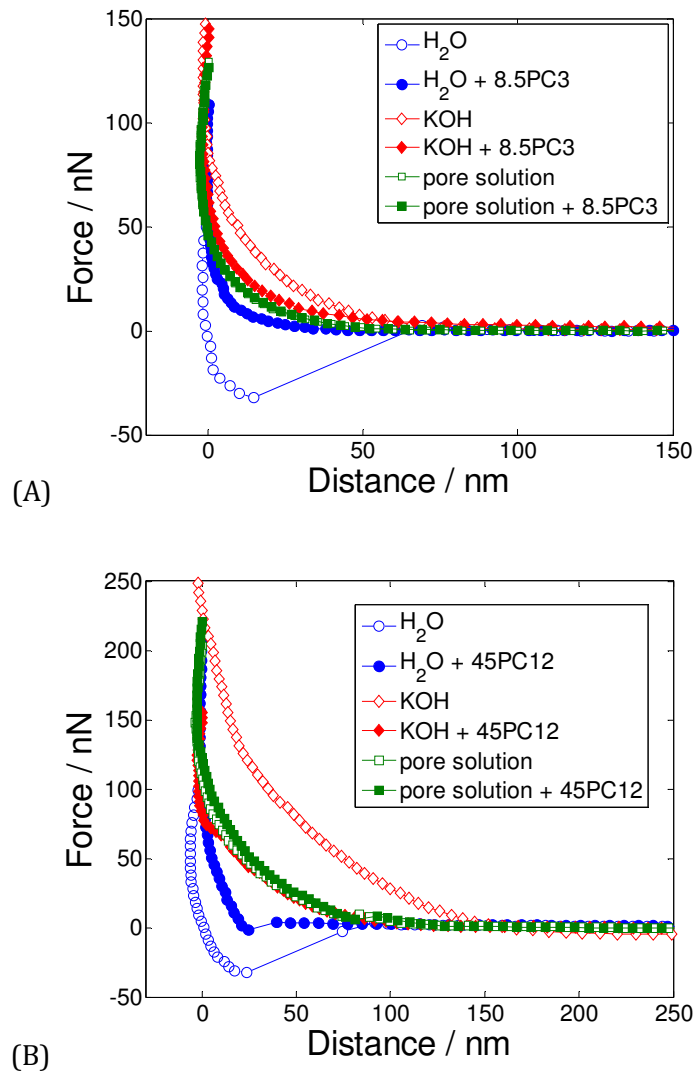 150
100
50
0
-50
Force / nN
H₂O
H₂O + 8.5PC3
KOH
KOH + 8.5PC3
pore solution
pore solution + 8.5PC3
0 50 100 150
Distance / nm
(A)
250
200
150
100
50
0
-50
Force / nN
H₂O
H₂O + 45PC12
KOH
KOH + 45PC12
pore solution
pore solution + 45PC12
0 50 100 150 200 250
Distance / nm
(B)